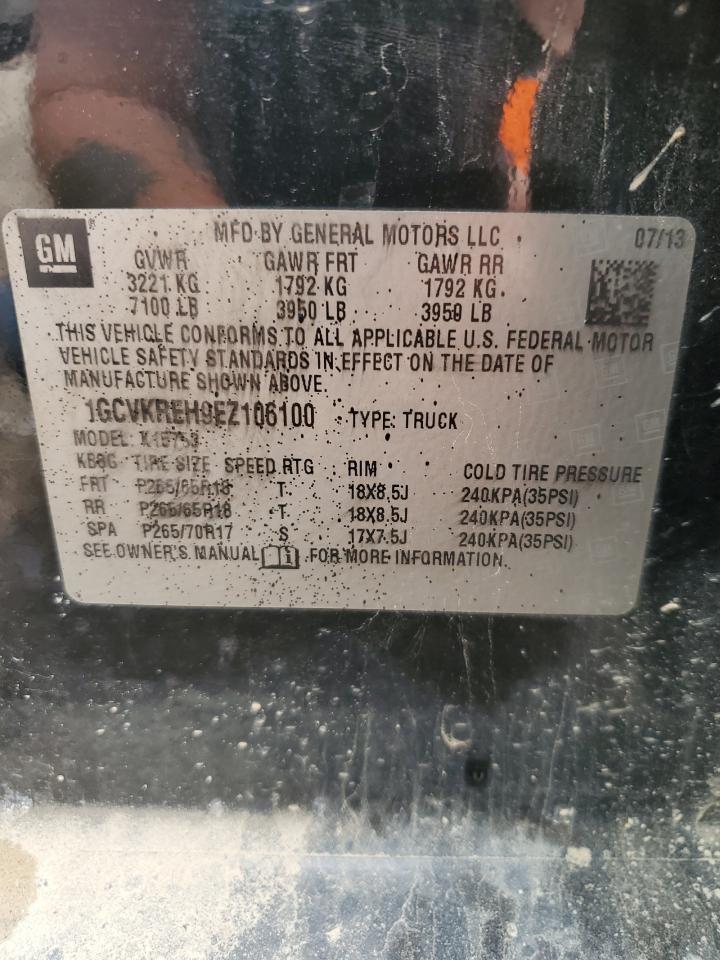 GM
MFD BY GENERAL MOTORS LLC
07/13
GVWR GAWR FRT GAWR RR
3221 KG 1792 KG 1792 KG
7100 LB 3950 LB 3950 LB
THIS VEHICLE CONFORMS TO ALL APPLICABLE U.S. FEDERAL MOTOR
VEHICLE SAFETY STANDARDS IN EFFECT ON THE DATE OF
MANUFACTURE SHOWN ABOVE.
1GCVKREH9EZ106100 TYPE: TRUCK
MODEL:
TIRE SIZE SPEED RTG RIM COLD TIRE PRESSURE
FRT P265/65R18 T 18X8.5J 240KPA(35PSI)
RR P265/65R18 T 18X8.5J 240KPA(35PSI)
SPA P265/70R17 S 17X7.5J 240KPA(35PSI)
SEE OWNER'S MANUAL FOR MORE INFORMATION.